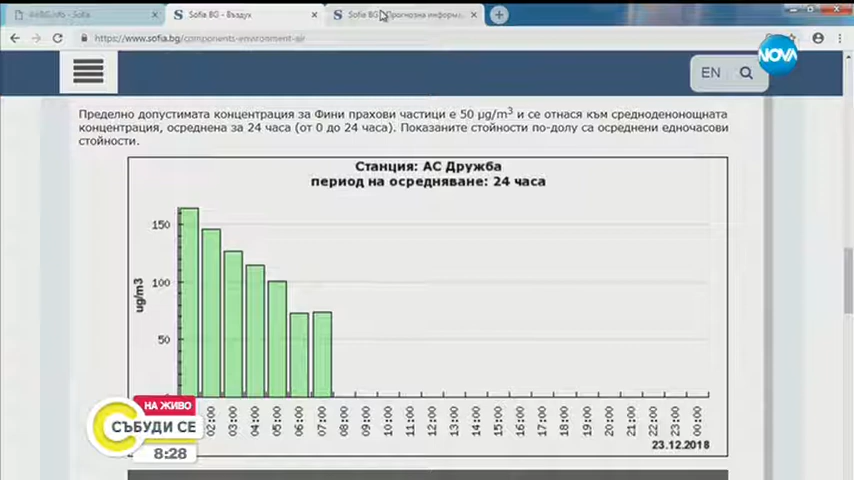 Sofia BG - Въздух
Sofia BG - Прогнозна информ
https://www.sofia.bg/components-environment-air
NOVA
EN
Пределно допустимата концентрация за Фини прахови частици е 50 μg/m3 и се отнася към средноденонощната
концентрация, осреднена за 24 часа (от 0 до 24 часа). Показаните стойности по-долу са осреднени едночасови
стойности.
Станция: АС Дружба
период на осредняване: 24 часа
150
100
50
ug/m3
02:00 03:00 04:00 05:00 06:00 07:00 08:00 09:00 10:00 11:00 12:00 13:00 14:00 15:00 16:00 17:00 18:00 19:00 20:00 21:00 22:00 23:00 00:00
23.12.2018
НА ЖИВО
СЪБУДИ СЕ
8:28